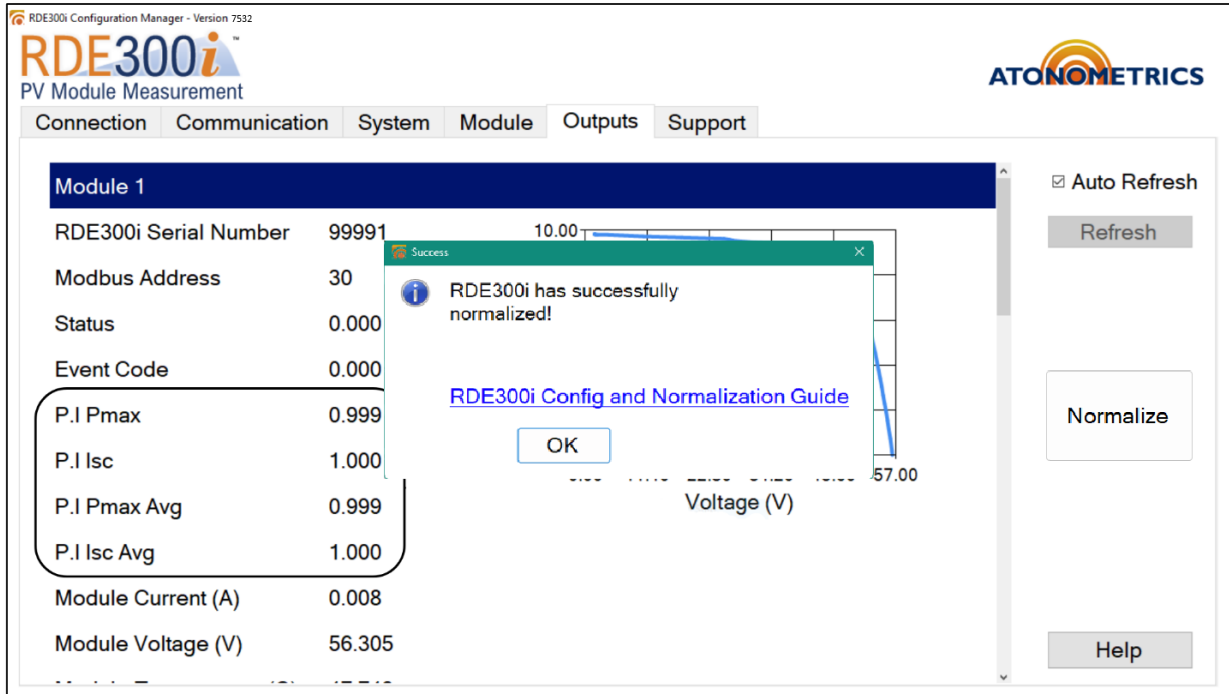 RDE300i Configuration Manager - Version 7532
RDE300i™
PV Module Measurement
ATONOMETRICS
Connection Communication System Module Outputs Support
Module 1
Auto Refresh
Refresh
RDE300i Serial Number 99991
10.00
Success
Modbus Address 30
RDE300i has successfully
normalized!
Status 0.000
Event Code 0.000
RDE300i Config and Normalization Guide
P.I Pmax 0.999
Normalize
OK
P.I Isc 1.000
57.00
Voltage (V)
P.I Pmax Avg 0.999
P.I Isc Avg 1.000
Module Current (A) 0.008
Module Voltage (V) 56.305
Help